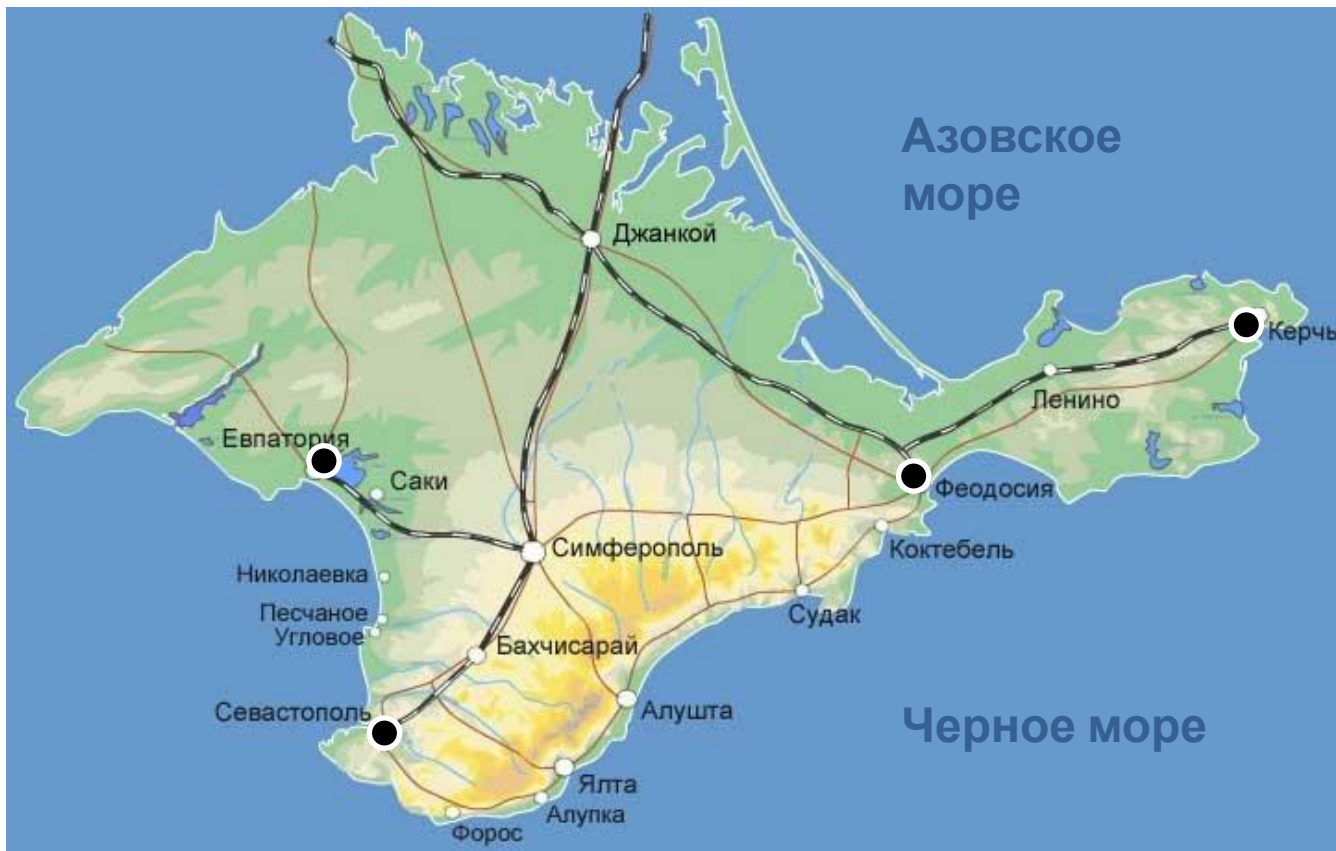 Азовское
море
Джанкой
Керчь
Ленино
Евпатория
Саки
Феодосия
Коктебель
Симферополь
Николаевка
Судак
Песчаное
Угловое
Бахчисарай
Севастополь
Алушта
Черное море
Ялта
Алупка
Форос